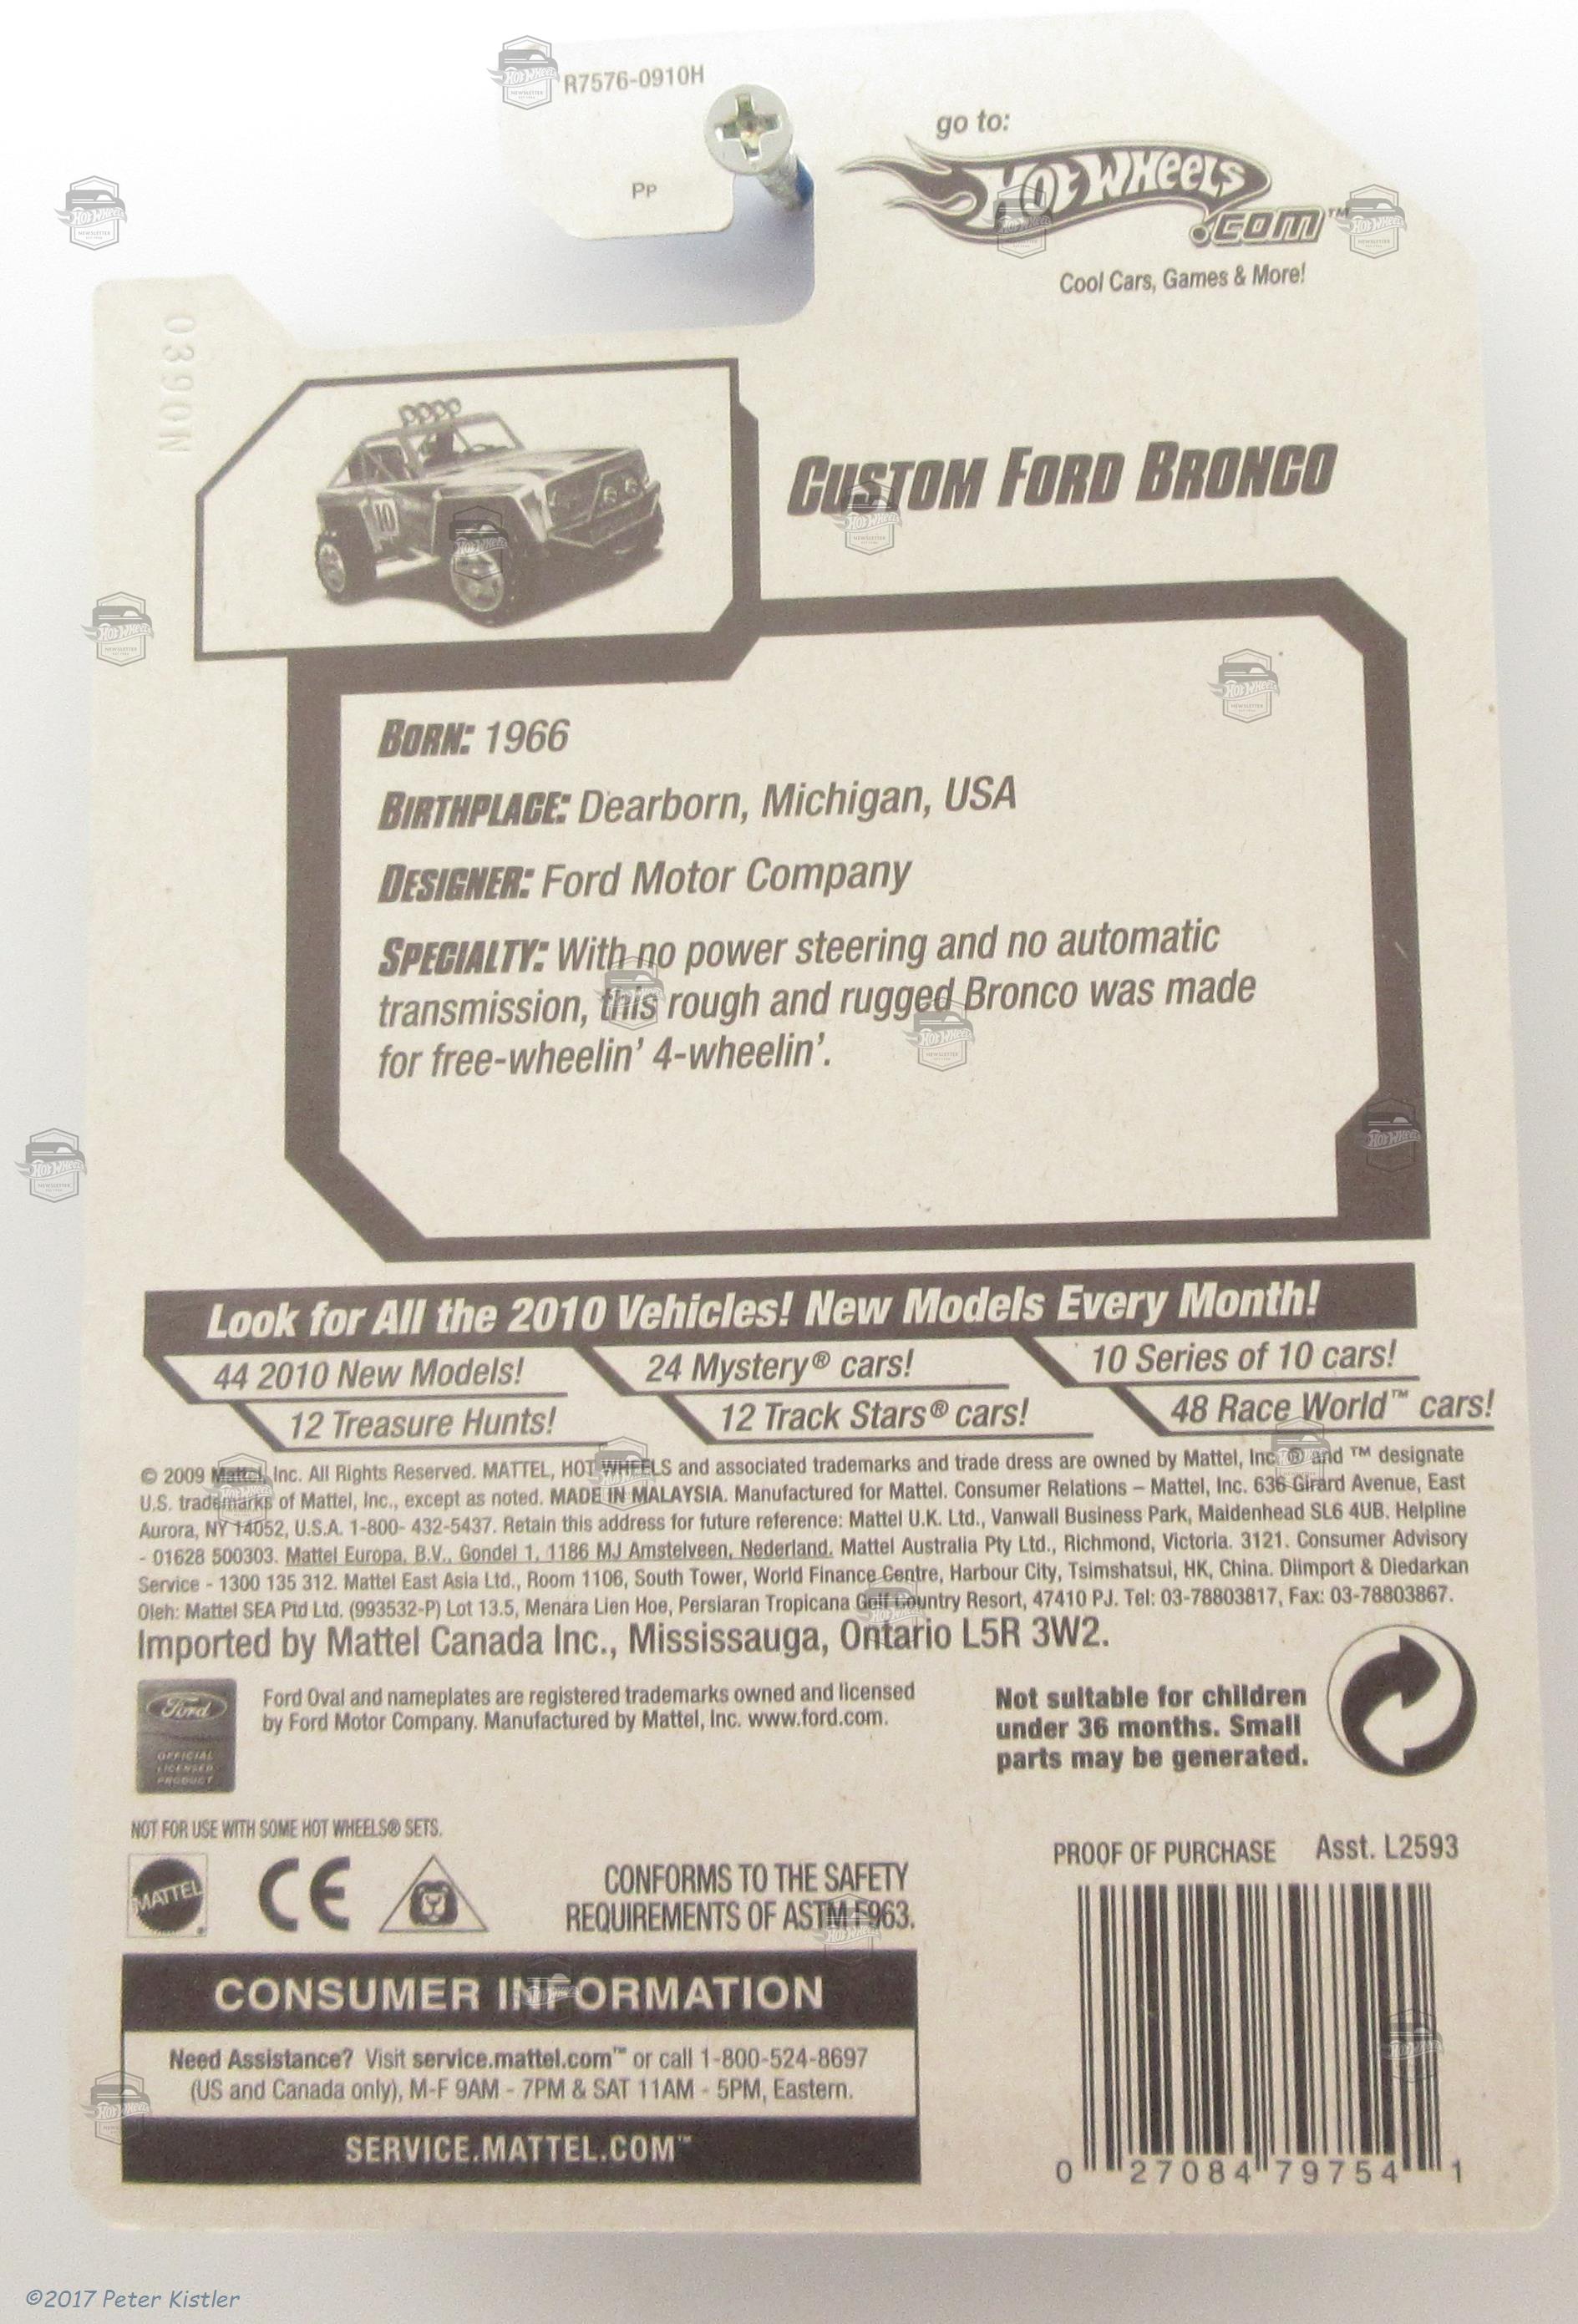 R7576-0910H
Pp
go to:
Hot Wheels
.com™
Cool Cars, Games & More!
0390N
10
Custom Ford Bronco
Born: 1966
Birthplace: Dearborn, Michigan, USA
Designer: Ford Motor Company
Specialty: With no power steering and no automatic
transmission, this rough and rugged Bronco was made
for free-wheelin' 4-wheelin'.
Look for All the 2010 Vehicles! New Models Every Month!
44 2010 New Models! 24 Mystery® cars! 10 Series of 10 cars!
12 Treasure Hunts! 12 Track Stars® cars! 48 Race World™ cars!
© 2009 Mattel, Inc. All Rights Reserved. MATTEL, HOT WHEELS and associated trademarks and trade dress are owned by Mattel, Inc. ® and ™ designate
U.S. trademarks of Mattel, Inc., except as noted. MADE IN MALAYSIA. Manufactured for Mattel. Consumer Relations – Mattel, Inc. 636 Girard Avenue, East
Aurora, NY 14052, U.S.A. 1-800- 432-5437. Retain this address for future reference: Mattel U.K. Ltd., Vanwall Business Park, Maidenhead SL6 4UB. Helpline
- 01628 500303. Mattel Europa, B.V., Gondel 1, 1186 MJ Amstelveen, Nederland. Mattel Australia Pty Ltd., Richmond, Victoria. 3121. Consumer Advisory
Service - 1300 135 312. Mattel East Asia Ltd., Room 1106, South Tower, World Finance Centre, Harbour City, Tsimshatsui, HK, China. Diimport & Diedarkan
Oleh: Mattel SEA Ptd Ltd. (993532-P) Lot 13.5, Menara Lien Hoe, Persiaran Tropicana Golf Country Resort, 47410 PJ. Tel: 03-78803817, Fax: 03-78803867.
Imported by Mattel Canada Inc., Mississauga, Ontario L5R 3W2.
Ford
OFFICIAL
LICENSED
PRODUCT
Ford Oval and nameplates are registered trademarks owned and licensed
by Ford Motor Company. Manufactured by Mattel, Inc. www.ford.com.
Not suitable for children
under 36 months. Small
parts may be generated.
NOT FOR USE WITH SOME HOT WHEELS® SETS.
MATTEL
CE
CONFORMS TO THE SAFETY
REQUIREMENTS OF ASTM F963.
PROOF OF PURCHASE Asst. L2593
CONSUMER INFORMATION
Need Assistance? Visit service.mattel.com™ or call 1-800-524-8697
(US and Canada only), M-F 9AM - 7PM & SAT 11AM - 5PM, Eastern.
SERVICE.MATTEL.COM™
0 27084 79754 1
©2017 Peter Kistler